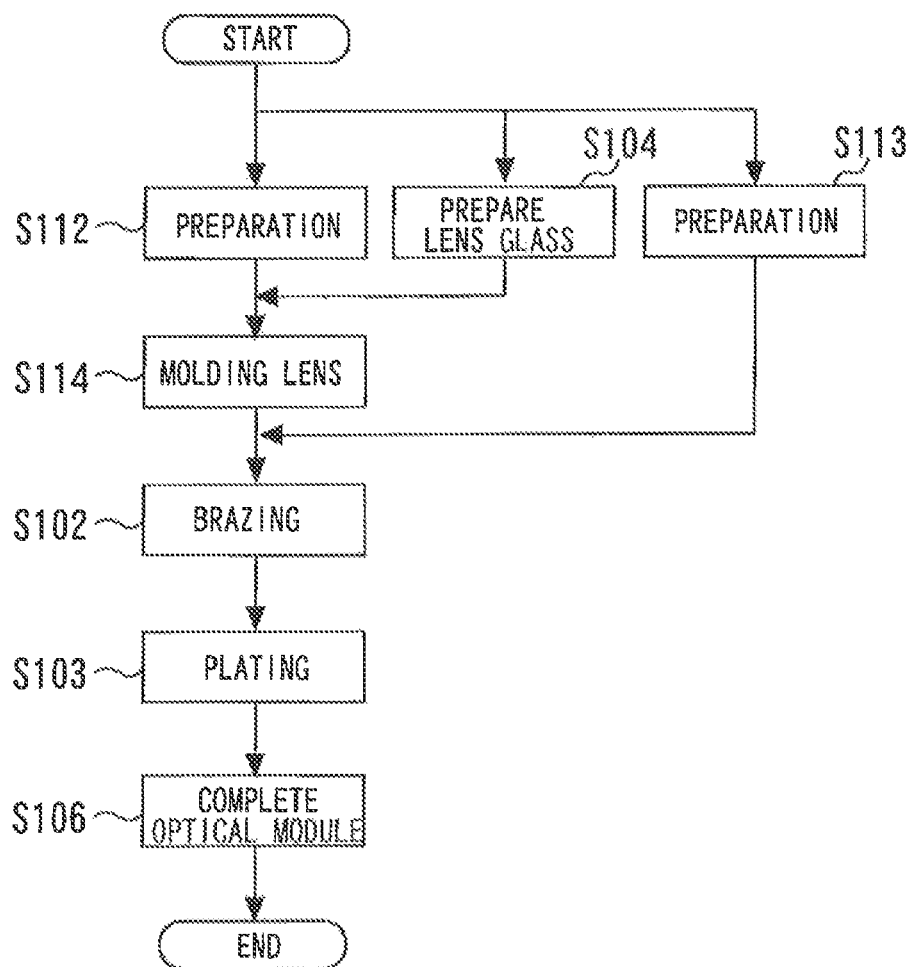 START
S104
S113
S112
PREPARATION
PREPARE
LENS GLASS
PREPARATION
S114
MOLDING LENS
S102
BRAZING
S103
PLATING
S106
COMPLETE
OPTICAL MODULE
END